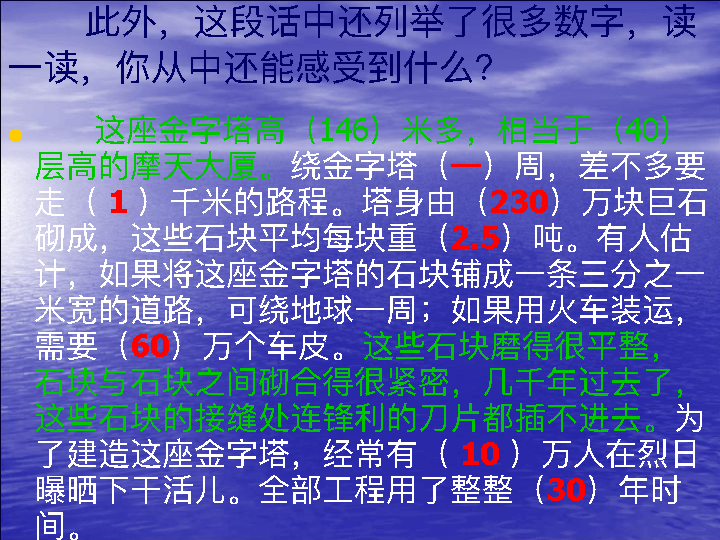 此外，这段话中还列举了很多数字，读
一读，你从中还能感受到什么？
● 这座金字塔高（146）米多，相当于（40）
层高的摩天大厦。绕金字塔（一）周，差不多要
走（ 1 ）千米的路程。塔身由（230）万块巨石
砌成，这些石块平均每块重（2.5）吨。有人估
计，如果将这座金字塔的石块铺成一条三分之一
米宽的道路，可绕地球一周；如果用火车装运，
需要（60）万个车皮。这些石块磨得很平整，
石块与石块之间砌合得很紧密，几千年过去了，
这些石块的接缝处连锋利的刀片都插不进去。为
了建造这座金字塔，经常有（ 10 ）万人在烈日
曝晒下干活儿。全部工程用了整整（30）年时
间。